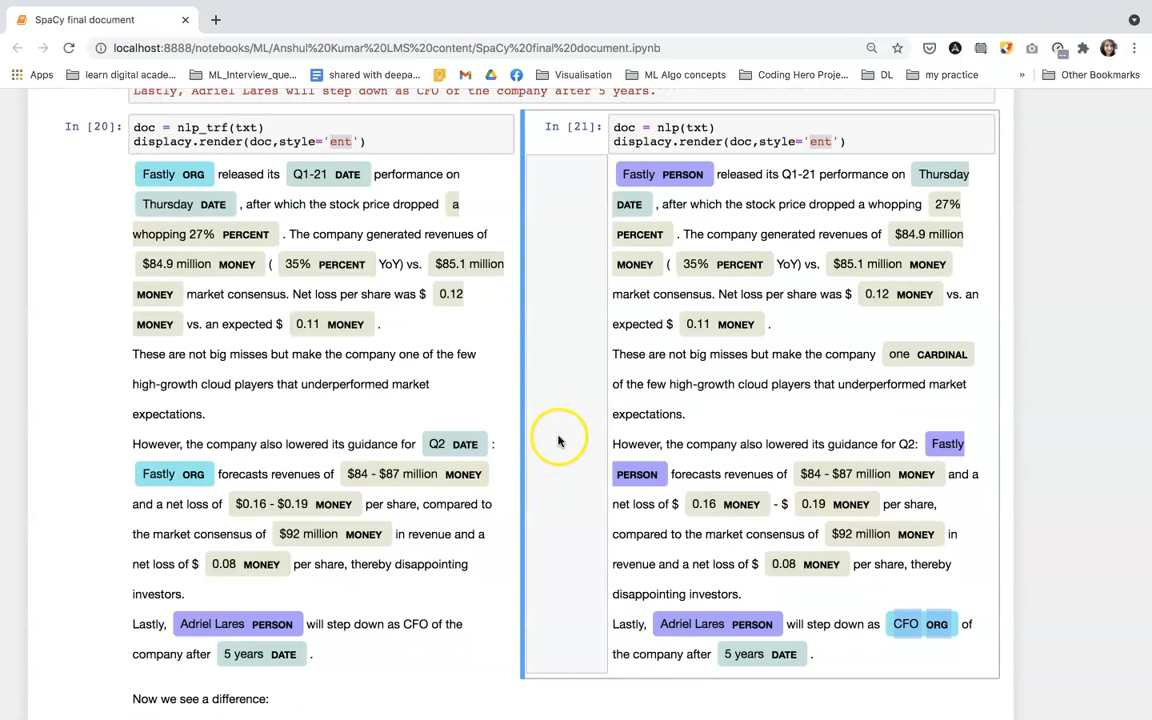 SpaCy final document
localhost:8888/notebooks/ML/Anshul%20Kumar%20LMS%20content/SpaCy%20final%20document.ipynb
Apps learn digital acade... ML_Interview_que... shared with deepa... Visualisation ML Algo concepts Coding Hero Proje... DL my practice » Other Bookmarks
Lastly, Adriel Lares will step down as CFO of the company after 5 years."
In [20]:
doc = nlp_trf(txt)
displacy.render(doc,style='ent')
Fastly ORG released its Q1-21 DATE performance on
Thursday DATE , after which the stock price dropped a
whopping 27% PERCENT . The company generated revenues of
$84.9 million MONEY ( 35% PERCENT YoY) vs. $85.1 million
MONEY market consensus. Net loss per share was $ 0.12
MONEY vs. an expected $ 0.11 MONEY .
These are not big misses but make the company one of the few
high-growth cloud players that underperformed market
expectations.
However, the company also lowered its guidance for Q2 DATE :
Fastly ORG forecasts revenues of $84 - $87 million MONEY
and a net loss of $0.16 - $0.19 MONEY per share, compared to
the market consensus of $92 million MONEY in revenue and a
net loss of $ 0.08 MONEY per share, thereby disappointing
investors.
Lastly, Adriel Lares PERSON will step down as CFO of the
company after 5 years DATE .
Now we see a difference:
In [21]:
doc = nlp(txt)
displacy.render(doc,style='ent')
Fastly PERSON released its Q1-21 performance on Thursday
DATE , after which the stock price dropped a whopping 27%
PERCENT . The company generated revenues of $84.9 million
MONEY ( 35% PERCENT YoY) vs. $85.1 million MONEY
market consensus. Net loss per share was $ 0.12 MONEY vs. an
expected $ 0.11 MONEY .
These are not big misses but make the company one CARDINAL
of the few high-growth cloud players that underperformed market
expectations.
However, the company also lowered its guidance for Q2: Fastly
PERSON forecasts revenues of $84 - $87 million MONEY and a
net loss of $ 0.16 MONEY - $ 0.19 MONEY per share,
compared to the market consensus of $92 million MONEY in
revenue and a net loss of $ 0.08 MONEY per share, thereby
disappointing investors.
Lastly, Adriel Lares PERSON will step down as CFO ORG of
the company after 5 years DATE .